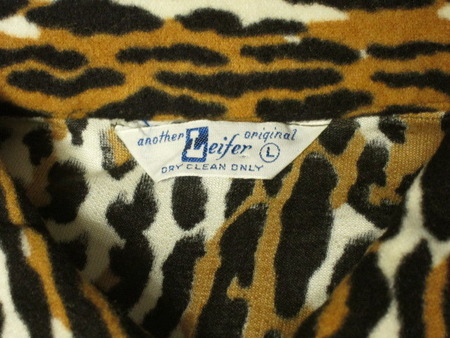 another Leifer original L
DRY CLEAN ONLY